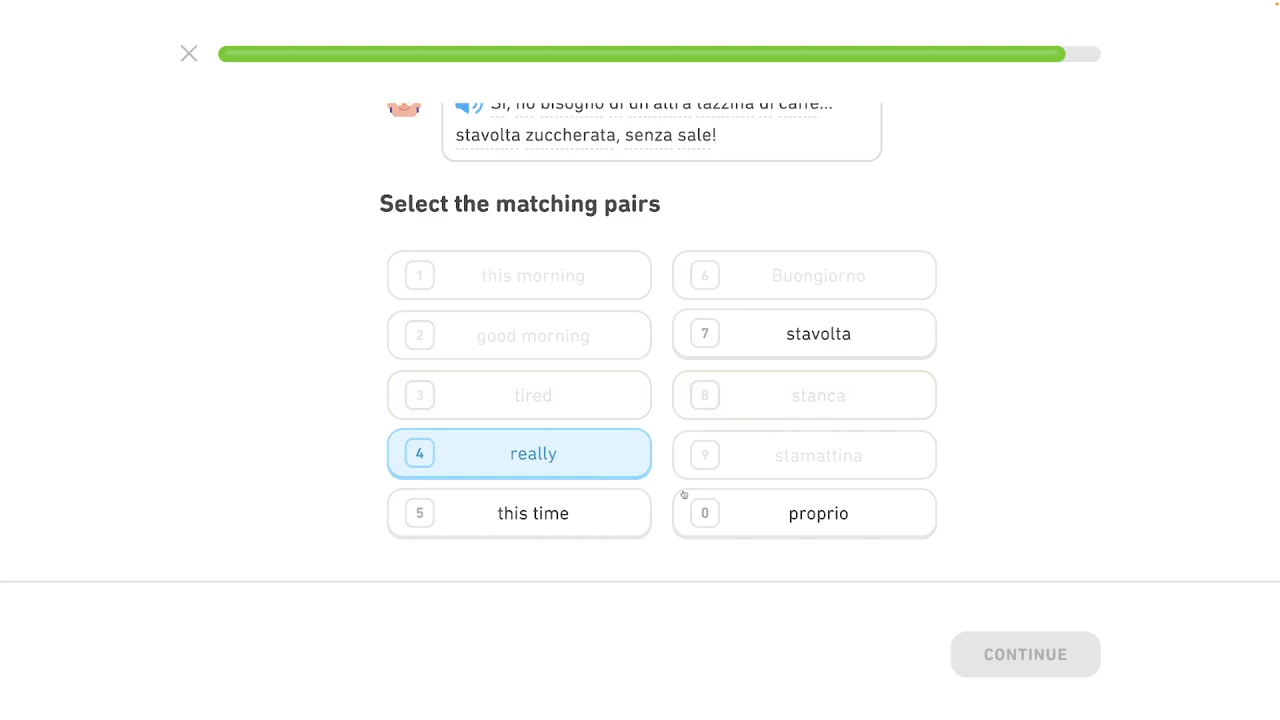 Sì, ho bisogno di un'altra tazzina di caffè...
stavolta zuccherata, senza sale!
Select the matching pairs
1 this morning
6 Buongiorno
2 good morning
7 stavolta
3 tired
8 stanca
4 really
9 stamattina
5 this time
0 proprio
CONTINUE